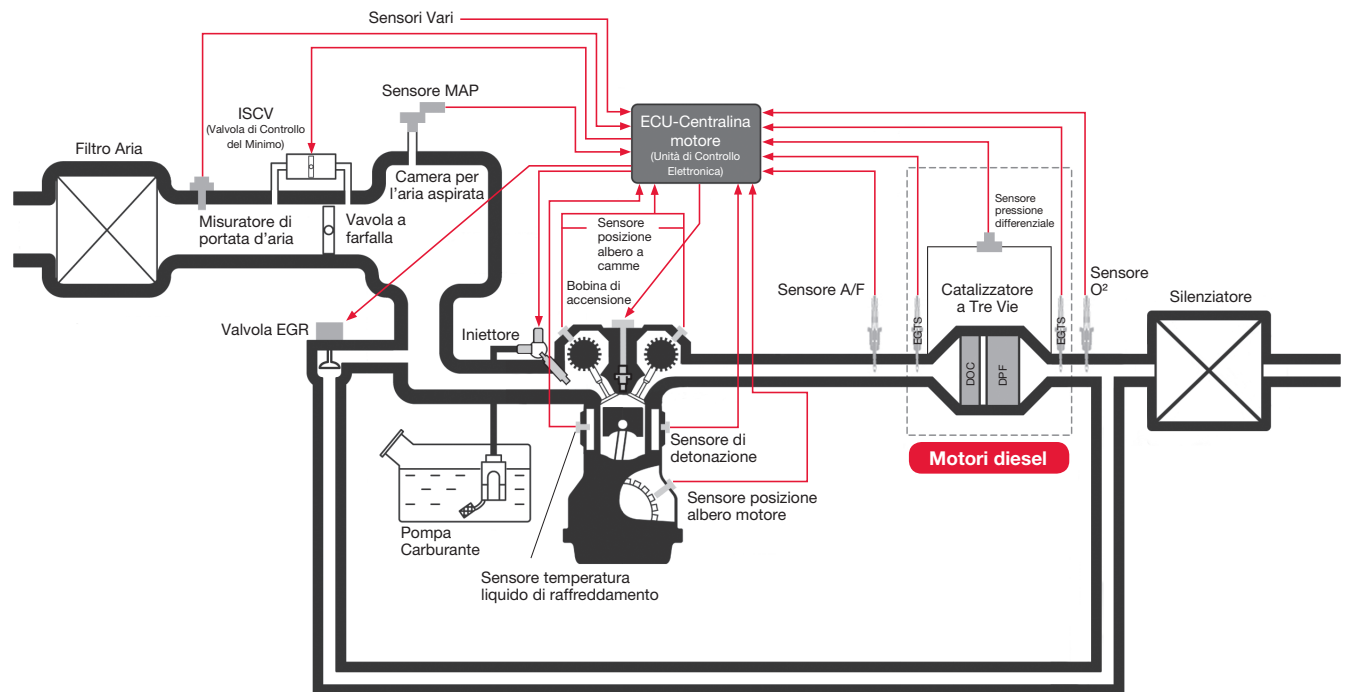 Sensori Vari
Sensore MAP
ISCV
(Valvola di Controllo
del Minimo)
ECU-Centralina
motore
(Unità di Controllo
Elettronica)
Filtro Aria
Camera per
l'aria aspirata
Misuratore di
portata d'aria
Vavola a
farfalla
Sensore
posizione
albero a
camme
Sensore
pressione
differenziale
Bobina di
accensione
Sensore A/F
Catalizzatore
a Tre Vie
Sensore
O²
Silenziatore
Valvola EGR
Iniettore
EGTS
EGTS
DOC
DPF
Sensore di
detonazione
Motori diesel
Sensore posizione
albero motore
Pompa
Carburante
Sensore temperatura
liquido di raffreddamento